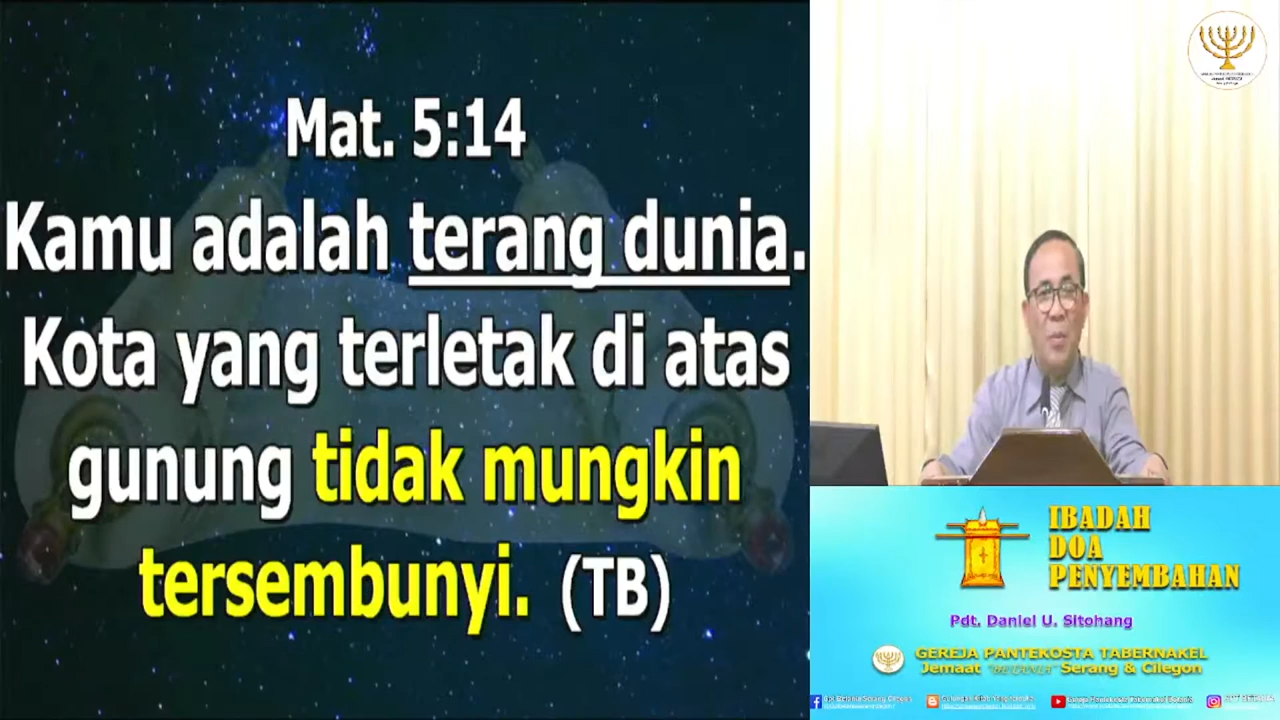 Mat. 5:14
Kamu adalah terang dunia.
Kota yang terletak di atas
gunung tidak mungkin
tersembunyi. (TB)
IBADAH
DOA
PENYEMBAHAN
Pdt. Daniel U. Sitohang
GEREJA PANTEKOSTA TABERNAKEL
Jemaat "BETANIA" Serang & Cilegon